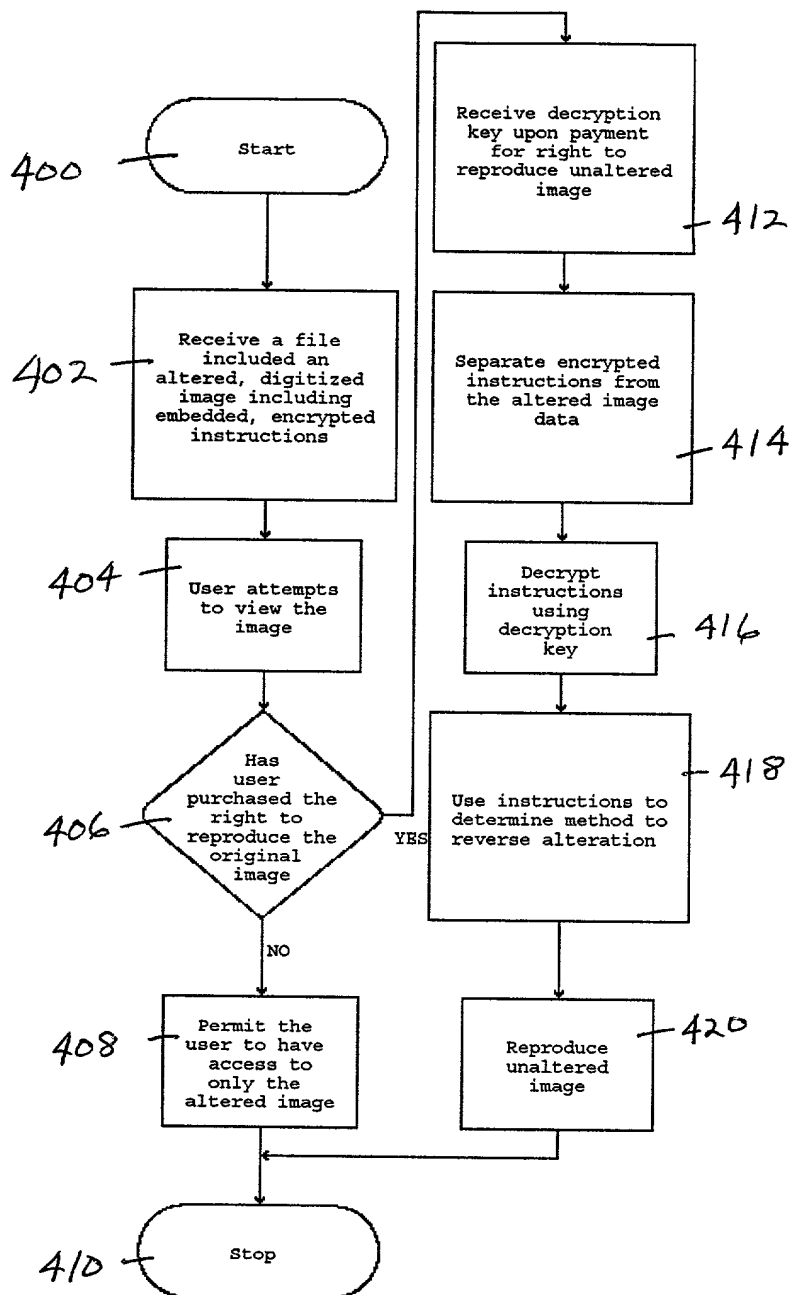 400
Start
402
Receive a file
included an
altered, digitized
image including
embedded, encrypted
instructions
404
User attempts
to view the
image
406
Has
user
purchased the
right to
reproduce the
original
image
YES
NO
408
Permit the
user to have
access to
only the
altered image
410
Stop
Receive decryption
key upon payment
for right to
reproduce unaltered
image
412
Separate encrypted
instructions from
the altered image
data
414
Decrypt
instructions
using
decryption
key
416
Use instructions to
determine method to
reverse alteration
418
Reproduce
unaltered
image
420